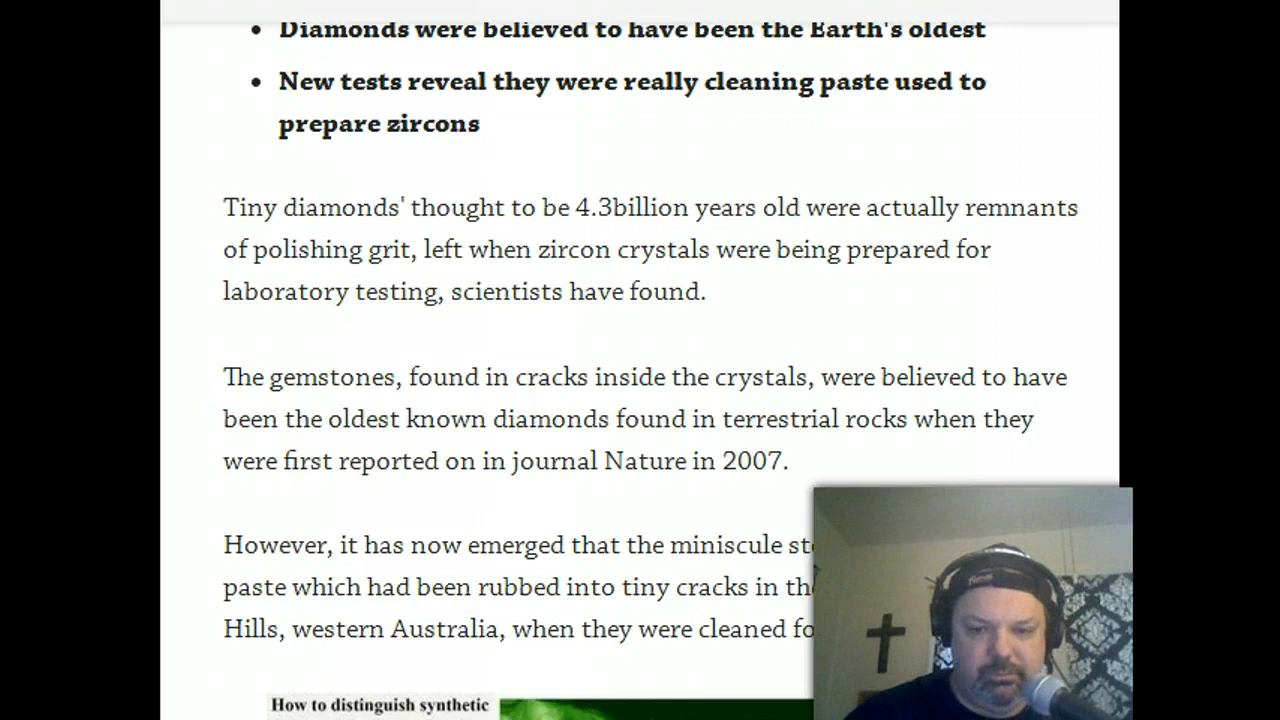 Diamonds were believed to have been the Earth's oldest
New tests reveal they were really cleaning paste used to
prepare zircons
Tiny diamonds' thought to be 4.3billion years old were actually remnants
of polishing grit, left when zircon crystals were being prepared for
laboratory testing, scientists have found.
The gemstones, found in cracks inside the crystals, were believed to have
been the oldest known diamonds found in terrestrial rocks when they
were first reported on in journal Nature in 2007.
However, it has now emerged that the miniscule
paste which had been rubbed into tiny cracks in
Hills, western Australia, when they were cleaned
How to distinguish synthetic